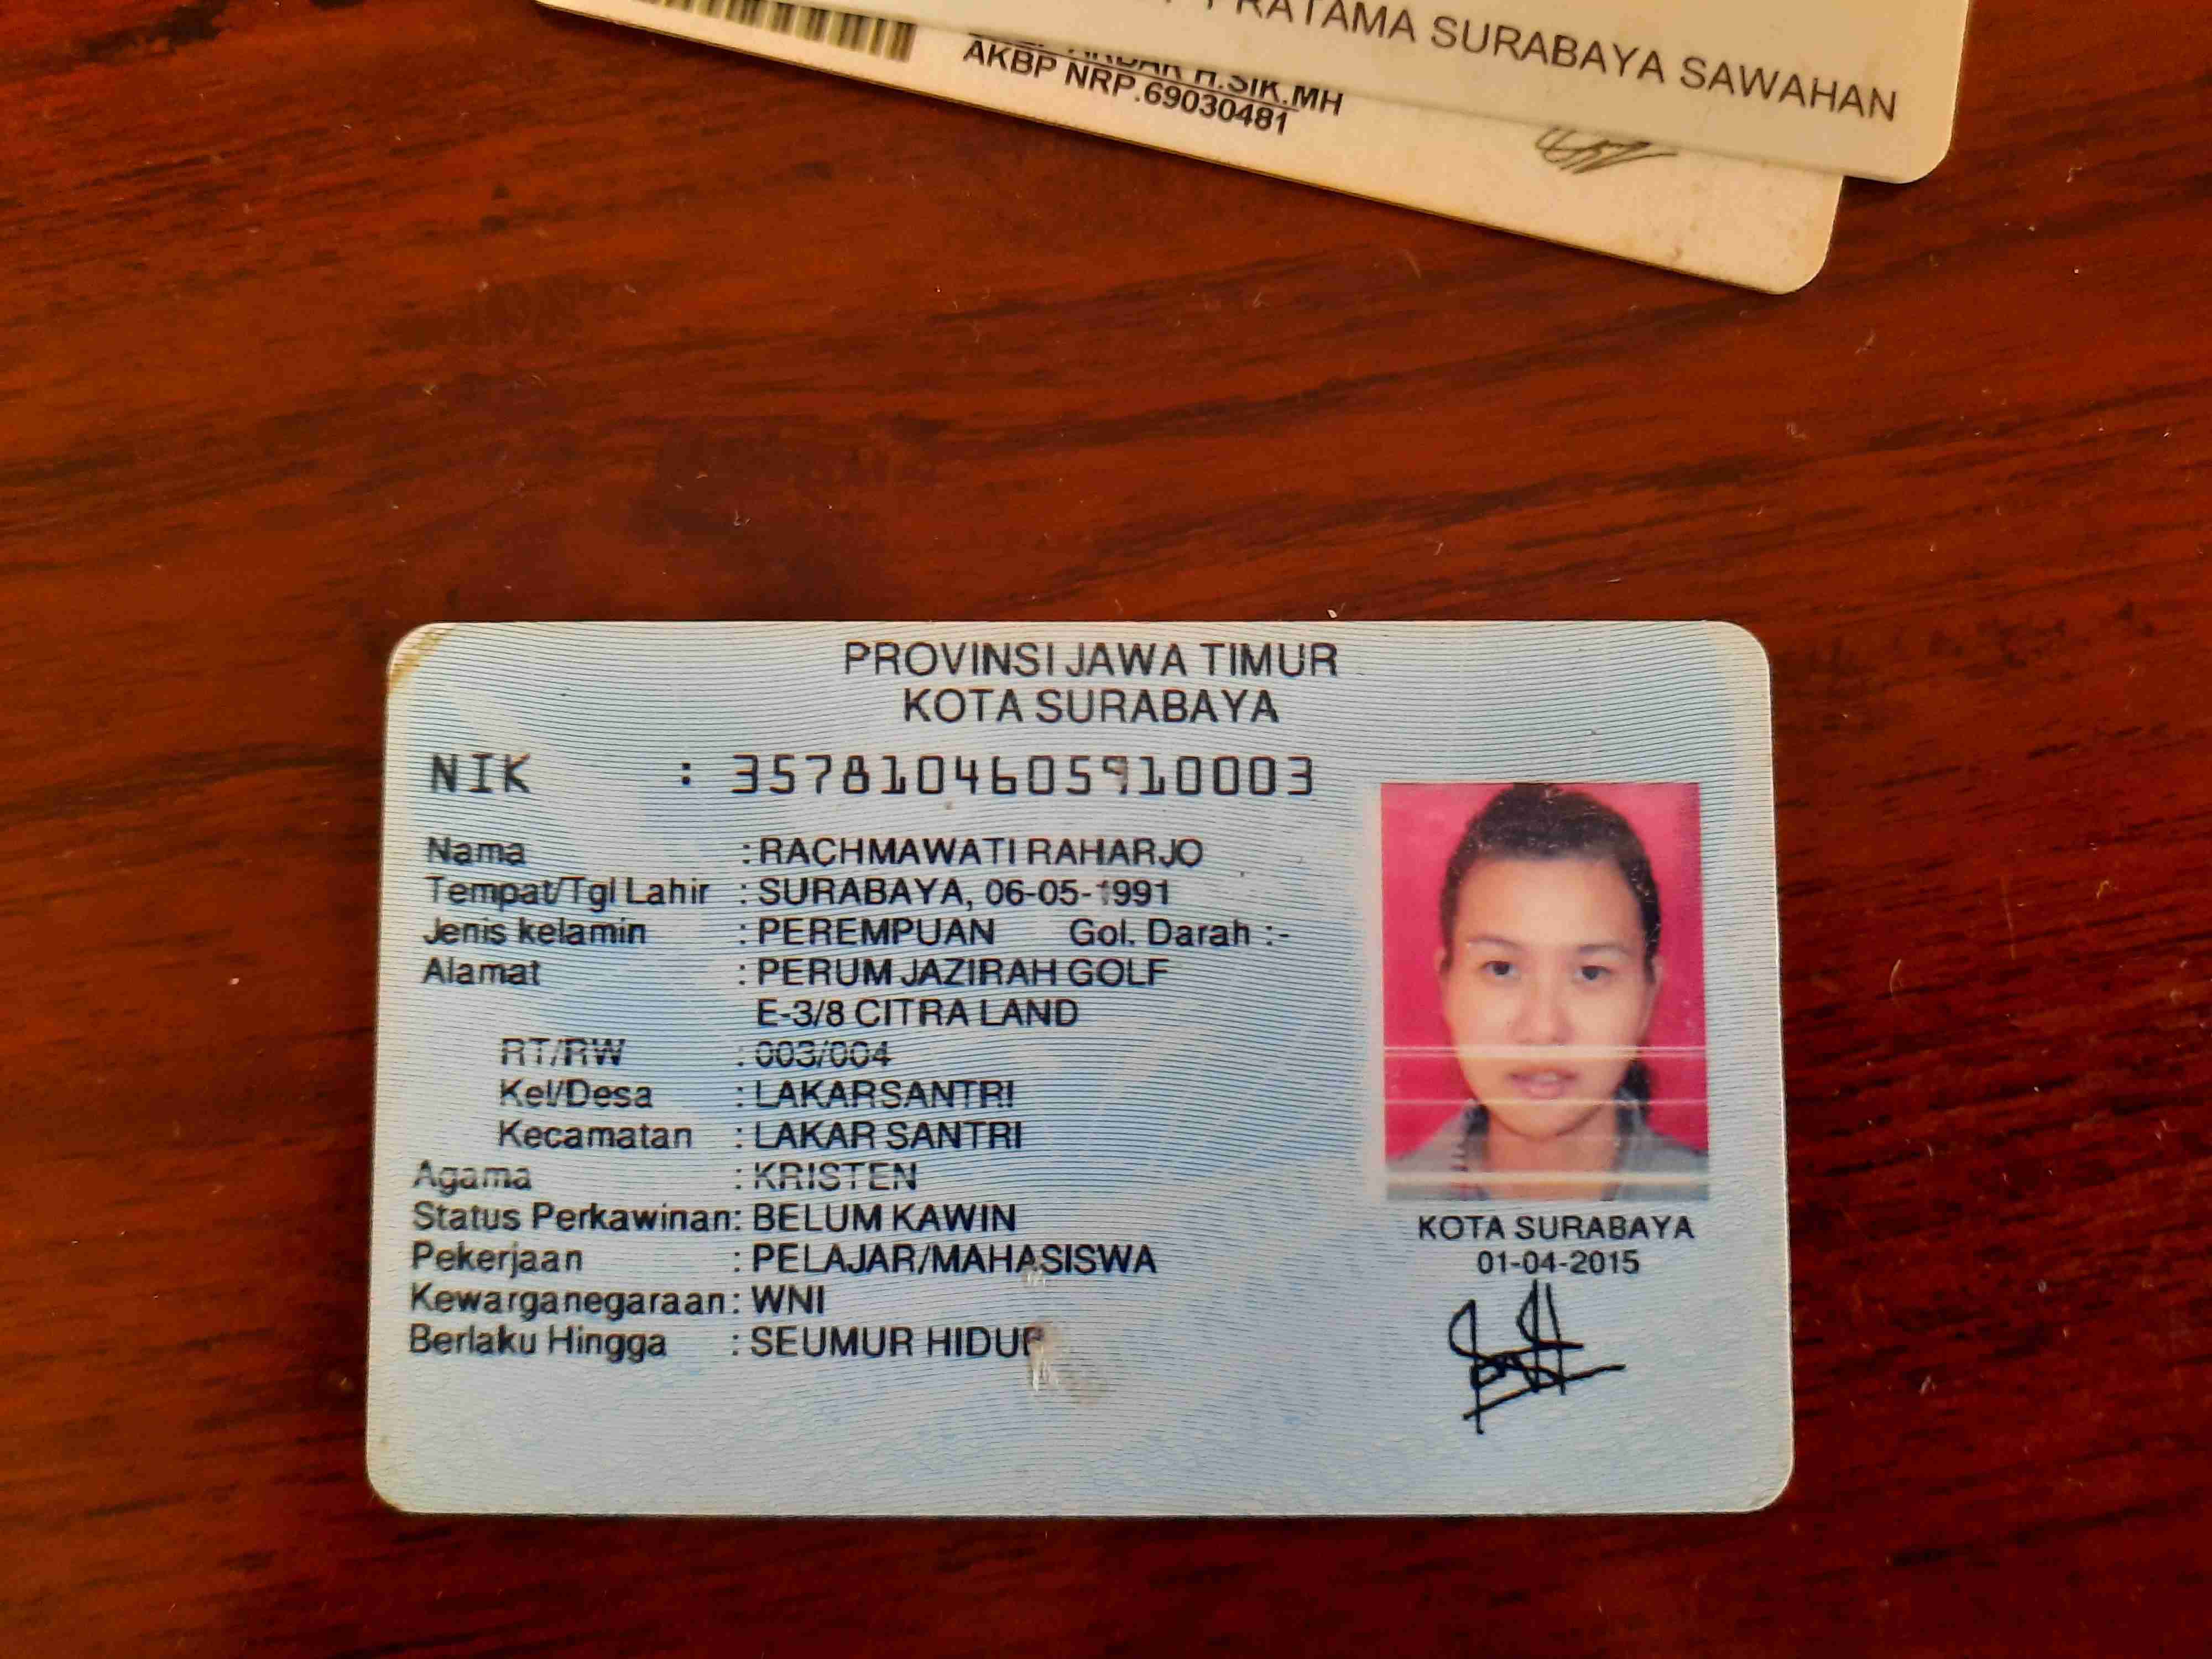 PRATAMA SURABAYA SAWAHAN
H.SIK.MH
AKBP NRP.69030481
PROVINSI JAWA TIMUR
KOTA SURABAYA
NIK : 3578104605910003
Nama : RACHMAWATI RAHARJO
Tempat/Tgl Lahir : SURABAYA, 06-05-1991
Jenis kelamin : PEREMPUAN Gol. Darah :-
Alamat : PERUM JAZIRAH GOLF
E-3/8 CITRA LAND
RT/RW : 003/004
Kel/Desa : LAKARSANTRI
Kecamatan : LAKAR SANTRI
Agama : KRISTEN
Status Perkawinan: BELUM KAWIN
Pekerjaan : PELAJAR/MAHASISWA
Kewarganegaraan: WNI
Berlaku Hingga : SEUMUR HIDUP
KOTA SURABAYA
01-04-2015